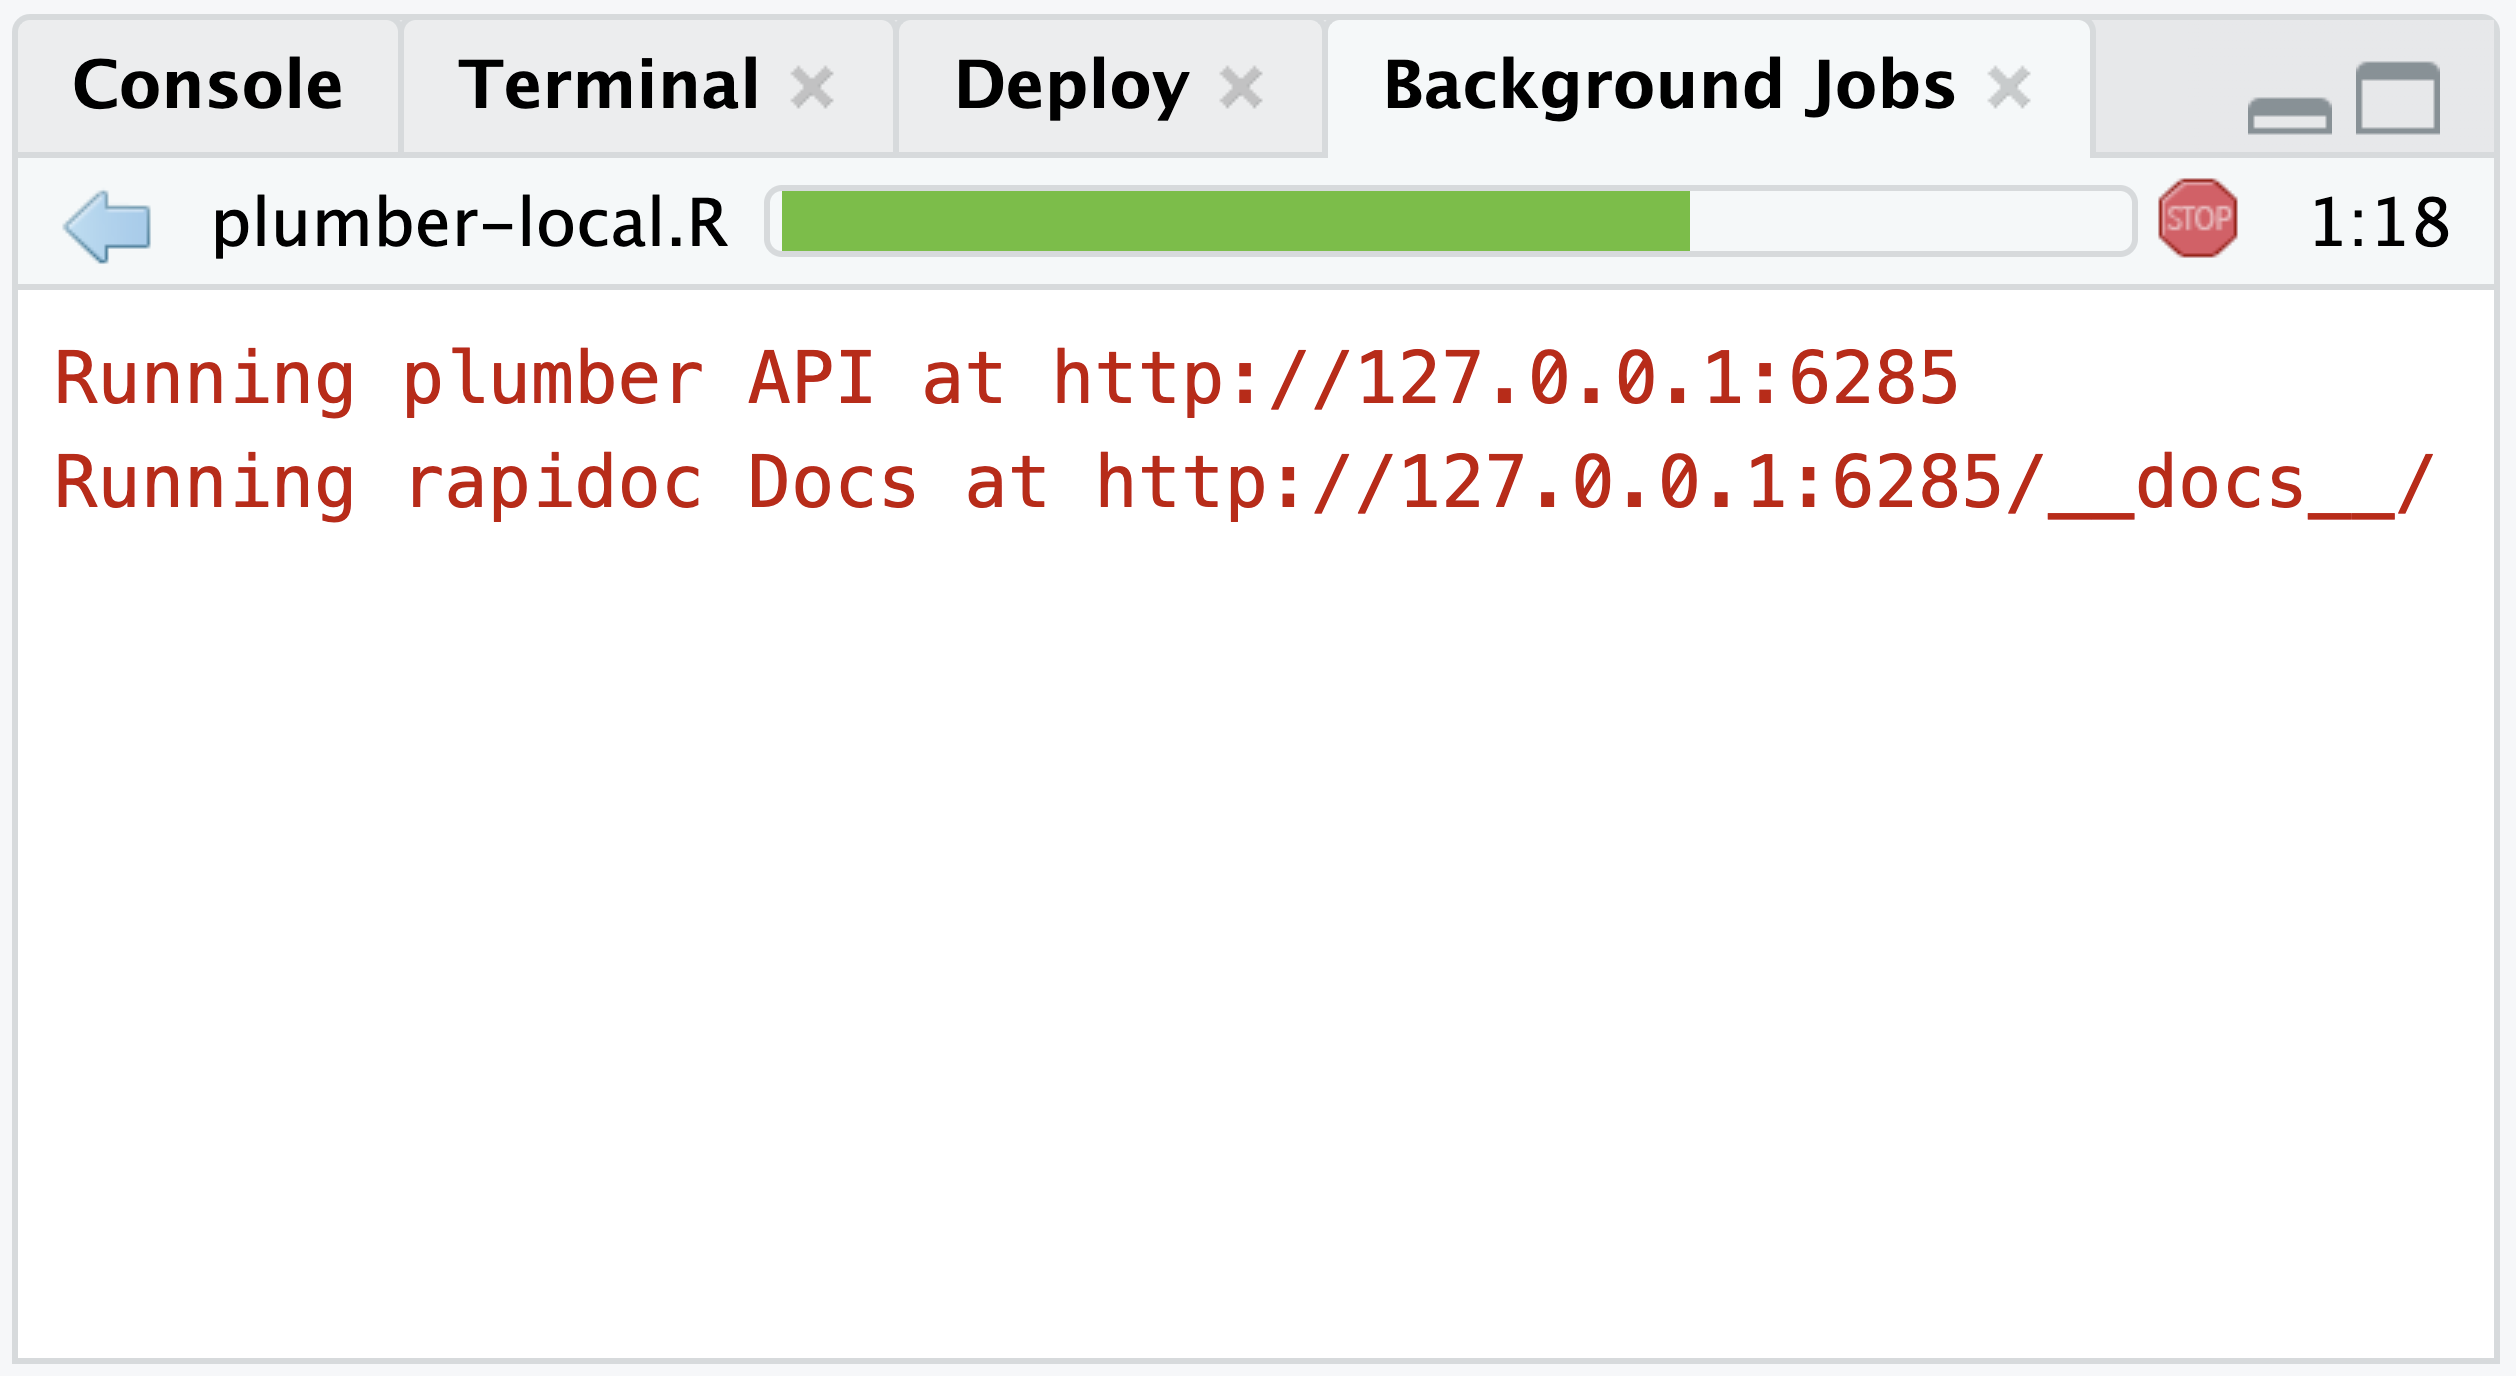 Console Terminal Deploy Background Jobs
plumber-local.R STOP 1:18
Running plumber API at http://127.0.0.1:6285
Running rapidoc Docs at http://127.0.0.1:6285/__docs__/